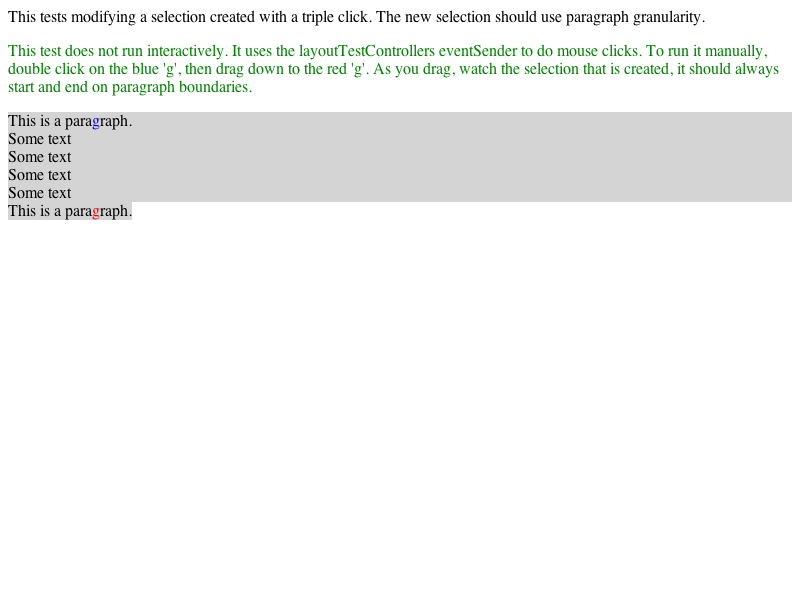 This tests modifying a selection created with a triple click. The new selection should use paragraph granularity.
This test does not run interactively. It uses the layoutTestControllers eventSender to do mouse clicks. To run it manually,
double click on the blue 'g', then drag down to the red 'g'. As you drag, watch the selection that is created, it should always
start and end on paragraph boundaries.
This is a paragraph.
Some text
Some text
Some text
Some text
This is a paragraph.